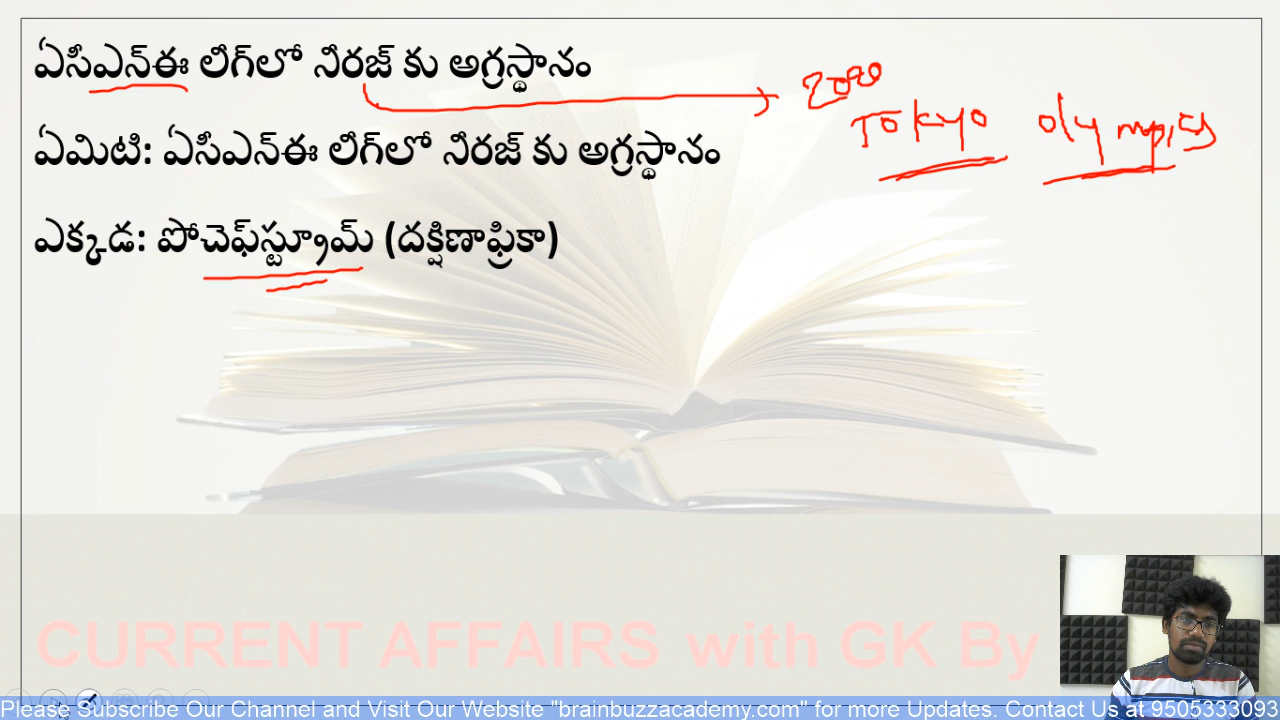 ఏసీఎన్ఈ లీగ్‌లో నీరజ్ కు అగ్రస్థానం
2020
TOKYO Olympics
ఏమిటి: ఏసీఎన్ఈ లీగ్‌లో నీరజ్ కు అగ్రస్థానం
ఎక్కడ: పోచెఫ్‌స్ట్రూమ్ (దక్షిణాఫ్రికా)
CURRENT AFFAIRS with GK By
Please Subscribe Our Channel and Visit Our Website "brainbuzzacademy.com" for more Updates. Contact Us at 9505333093